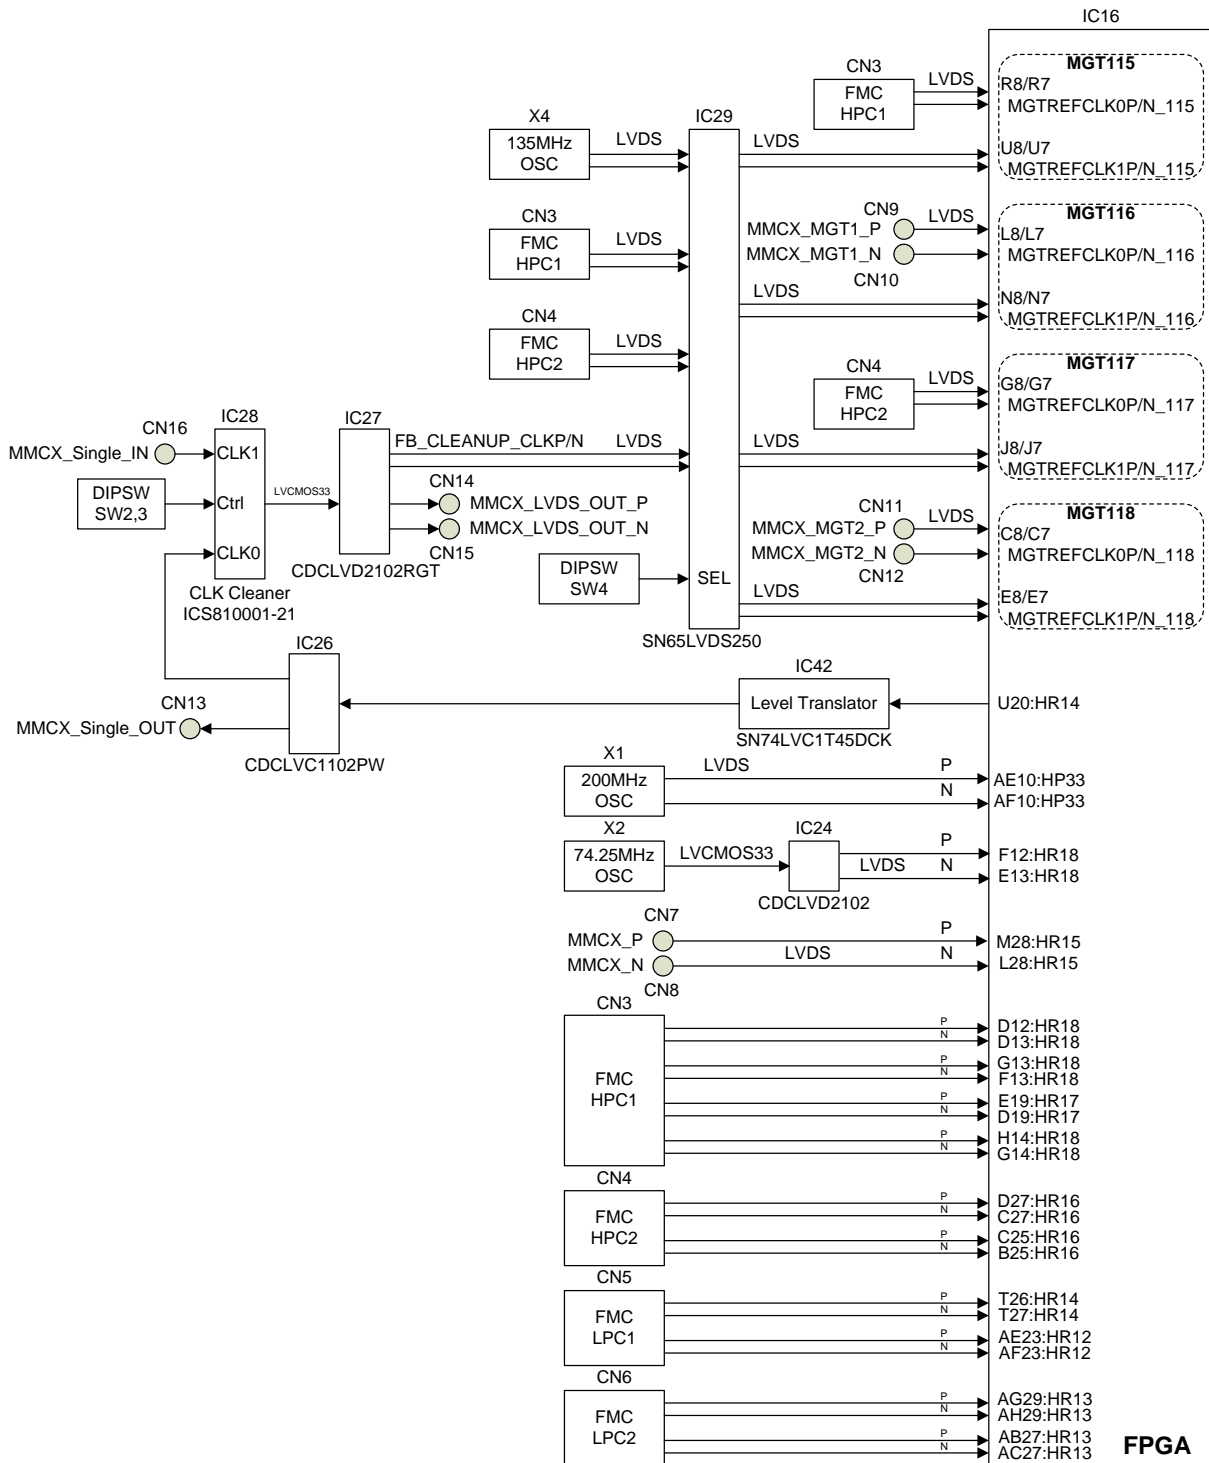 IC16
MGT115
CN3
LVDS
R8/R7
FMC
HPC1
MGTREFCLK0P/N_115
X4
IC29
135MHz
OSC
LVDS
LVDS
U8/U7
MGTREFCLK1P/N_115
CN9
LVDS
MGT116
CN3
MMCX_MGT1_P
L8/L7
FMC
HPC1
LVDS
MMCX_MGT1_N
MGTREFCLK0P/N_116
CN10
LVDS
N8/N7
MGTREFCLK1P/N_116
CN4
FMC
HPC2
LVDS
CN4
LVDS
MGT117
G8/G7
FMC
HPC2
MGTREFCLK0P/N_117
IC28
IC27
CN16
MMCX_Single_IN
CLK1
FB_CLEANUP_CLKP/N
LVDS
LVDS
J8/J7
MGTREFCLK1P/N_117
DIPSW
SW2,3
Ctrl
LVCMOS33
CN14
MMCX_LVDS_OUT_P
MMCX_LVDS_OUT_N
CN15
CN11
LVDS
MGT118
MMCX_MGT2_P
C8/C7
MMCX_MGT2_N
MGTREFCLK0P/N_118
CN12
CLK0
CDCLVD2102RGT
DIPSW
SW4
SEL
LVDS
E8/E7
MGTREFCLK1P/N_118
CLK Cleaner
ICS810001-21
SN65LVDS250
IC26
IC42
CN13
MMCX_Single_OUT
Level Translator
U20:HR14
SN74LVC1T45DCK
CDCLVC1102PW
X1
LVDS
P
200MHz
OSC
AE10:HP33
N
AF10:HP33
X2
IC24
P
74.25MHz
OSC
LVCMOS33
F12:HR18
LVDS
N
E13:HR18
CDCLVD2102
CN7
P
MMCX_P
M28:HR15
LVDS
N
MMCX_N
L28:HR15
CN8
CN3
P
D12:HR18
N
D13:HR18
P
G13:HR18
N
F13:HR18
FMC
HPC1
P
E19:HR17
N
D19:HR17
P
H14:HR18
N
G14:HR18
CN4
P
D27:HR16
N
C27:HR16
FMC
HPC2
P
C25:HR16
N
B25:HR16
CN5
P
T26:HR14
N
T27:HR14
FMC
LPC1
P
AE23:HR12
N
AF23:HR12
CN6
P
AG29:HR13
N
AH29:HR13
FMC
LPC2
P
AB27:HR13
N
AC27:HR13
FPGA